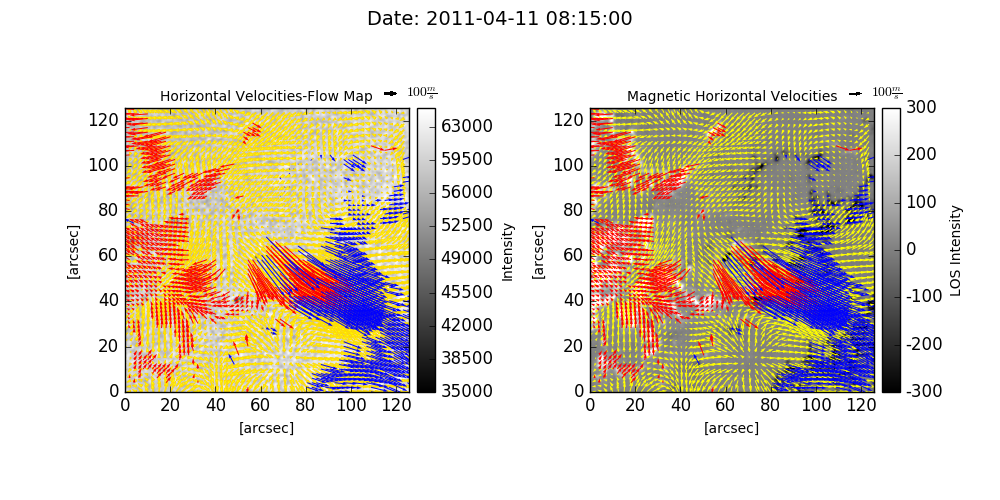 Date: 2011-04-11 08:15:00
Horizontal Velocities-Flow Map
100 m/s
120
100
80
60
40
20
0
0 20 40 60 80 100 120
[arcsec]
[arcsec]
63000
59500
56000
52500
49000
45500
42000
38500
35000
Intensity
Magnetic Horizontal Velocities
100 m/s
120
100
80
60
40
20
0
0 20 40 60 80 100 120
[arcsec]
[arcsec]
300
200
100
0
-100
-200
-300
LOS Intensity